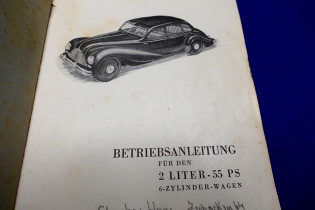 BETRIEBSANLEITUNG
FÜR DEN
2 LITER-55 PS
6-ZYLINDER-WAGEN